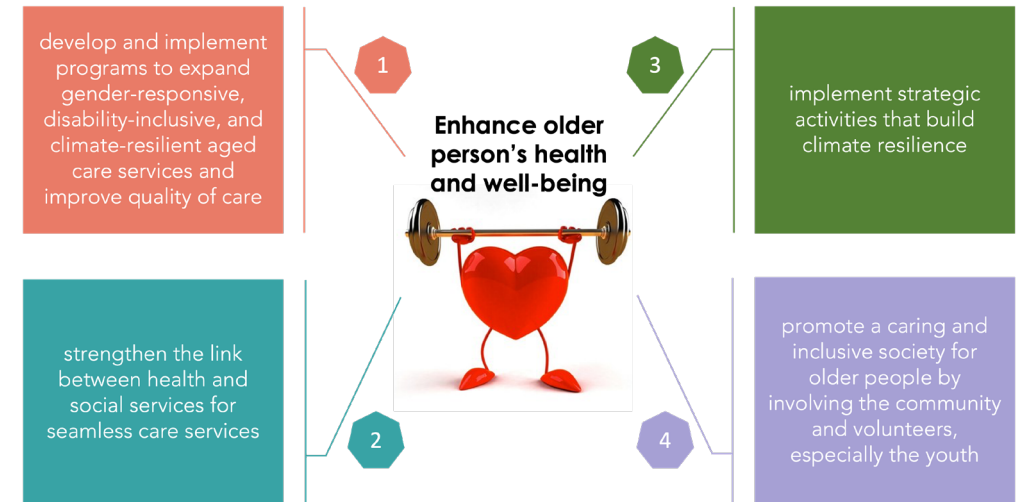 develop and implement
programs to expand
gender-responsive,
disability-inclusive, and
climate-resilient aged
care services and
improve quality of care
1
strengthen the link
between health and
social services for
seamless care services
2
Enhance older
person's health
and well-being
3
implement strategic
activities that build
climate resilience
4
promote a caring and
inclusive society for
older people by
involving the community
and volunteers,
especially the youth